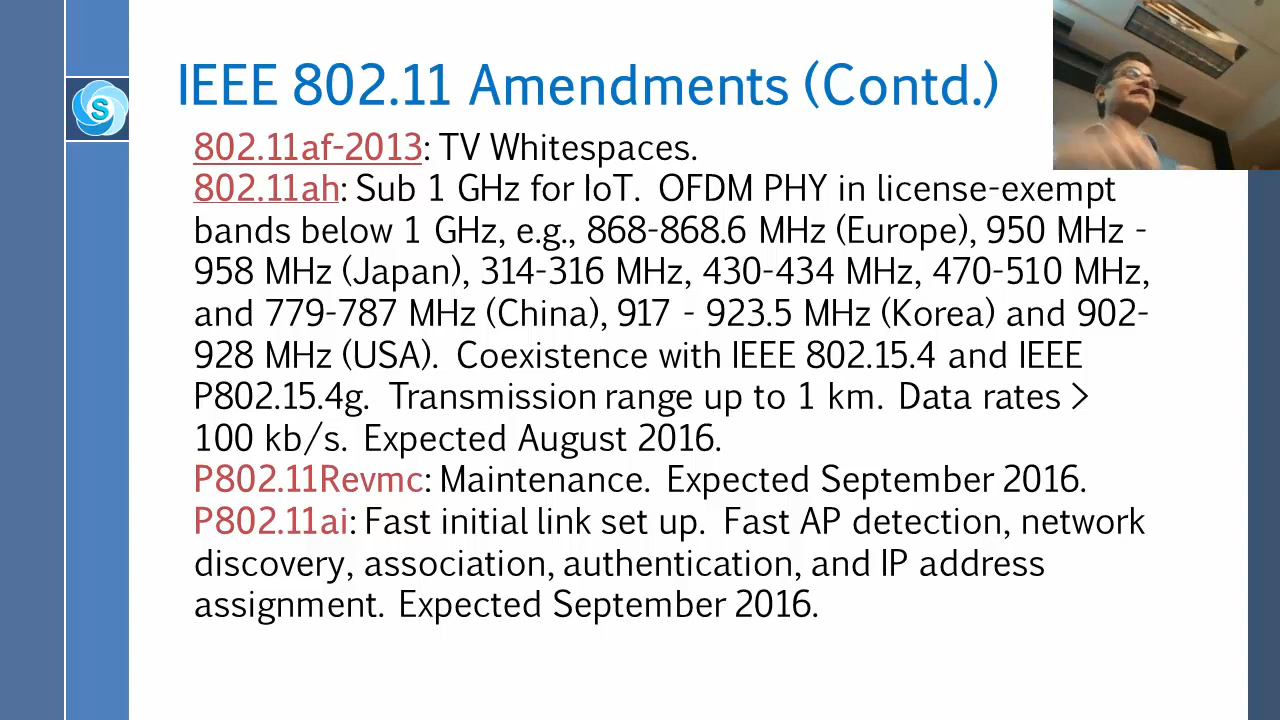 IEEE 802.11 Amendments (Contd.)
S
802.11af-2013: TV Whitespaces.
802.11ah: Sub 1 GHz for IoT. OFDM PHY in license-exempt
bands below 1 GHz, e.g., 868-868.6 MHz (Europe), 950 MHz -
958 MHz (Japan), 314-316 MHz, 430-434 MHz, 470-510 MHz,
and 779-787 MHz (China), 917 - 923.5 MHz (Korea) and 902-
928 MHz (USA). Coexistence with IEEE 802.15.4 and IEEE
P802.15.4g. Transmission range up to 1 km. Data rates >
100 kb/s. Expected August 2016.
P802.11Revmc: Maintenance. Expected September 2016.
P802.11ai: Fast initial link set up. Fast AP detection, network
discovery, association, authentication, and IP address
assignment. Expected September 2016.